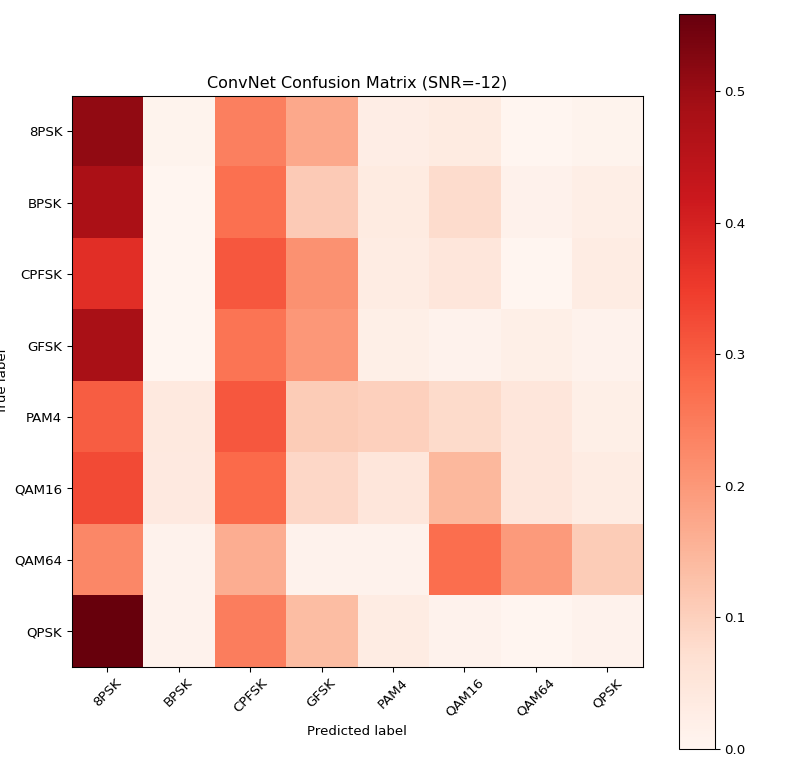 ConvNet Confusion Matrix (SNR=-12)
8PSK
BPSK
CPFSK
GFSK
PAM4
QAM16
QAM64
QPSK
8PSK
BPSK
CPFSK
GFSK
PAM4
QAM16
QAM64
QPSK
Predicted label
0.5
0.4
0.3
0.2
0.1
0.0